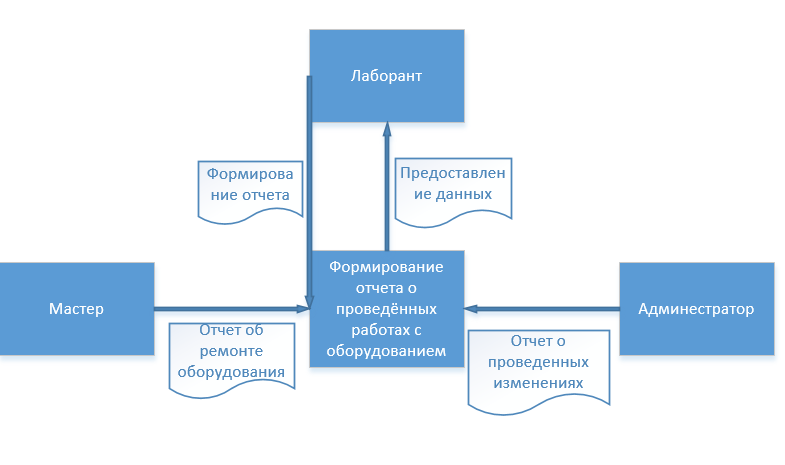 Лаборант
Формирова
ние отчета
Предоставлен
ие данных
Мастер
Формирование
отчета о
проведённых
работах с
оборудованием
Админестратор
Отчет об
ремонте
оборудования
Отчет о
проведенных
изменениях